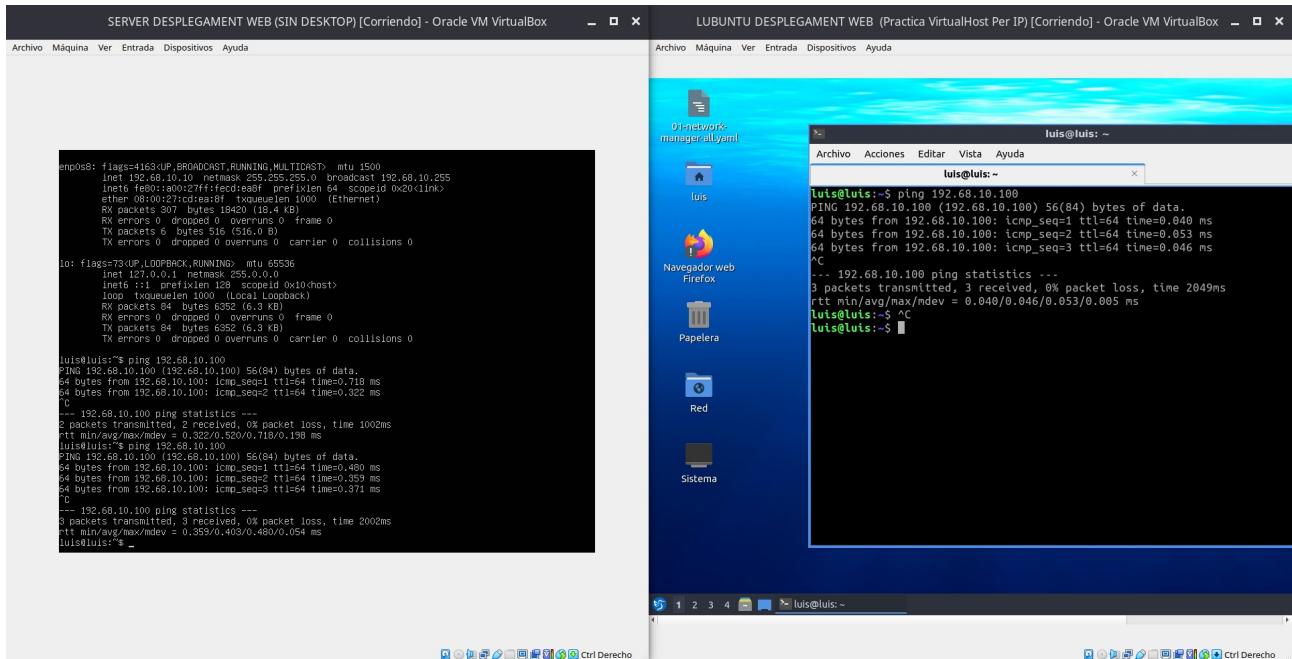 SERVER DESPLEGAMENT WEB (SIN DESKTOP) [Corriendo] - Oracle VM VirtualBox
Archivo Máquina Ver Entrada Dispositivos Ayuda
enp0s8: flags=4163<UP,BROADCAST,RUNNING,MULTICAST> mtu 1500
inet 192.68.10.10 netmask 255.255.255.0 broadcast 192.68.10.255
inet6 fe80::a00:27ff:fecd:ea8f prefixlen 64 scopeid 0x20<link>
ether 08:00:27:cd:ea:8f txqueuelen 1000 (Ethernet)
RX packets 307 bytes 18420 (18.4 KB)
RX errors 0 dropped 0 overruns 0 frame 0
TX packets 6 bytes 516 (516.0 B)
TX errors 0 dropped 0 overruns 0 carrier 0 collisions 0
lo: flags=73<UP,LOOPBACK,RUNNING> mtu 65536
inet 127.0.0.1 netmask 255.0.0.0
inet6 ::1 prefixlen 128 scopeid 0x10<host>
loop txqueuelen 1000 (Local Loopback)
RX packets 84 bytes 6352 (6.3 KB)
RX errors 0 dropped 0 overruns 0 frame 0
TX packets 84 bytes 6352 (6.3 KB)
TX errors 0 dropped 0 overruns 0 carrier 0 collisions 0
luis@luis:~$ ping 192.68.10.100
PING 192.68.10.100 (192.68.10.100) 56(84) bytes of data.
64 bytes from 192.68.10.100: icmp_seq=1 ttl=64 time=0.718 ms
64 bytes from 192.68.10.100: icmp_seq=2 ttl=64 time=0.322 ms
^C
--- 192.68.10.100 ping statistics ---
2 packets transmitted, 2 received, 0% packet loss, time 1002ms
rtt min/avg/max/mdev = 0.322/0.520/0.718/0.198 ms
luis@luis:~$ ping 192.68.10.100
PING 192.68.10.100 (192.68.10.100) 56(84) bytes of data.
64 bytes from 192.68.10.100: icmp_seq=1 ttl=64 time=0.480 ms
64 bytes from 192.68.10.100: icmp_seq=2 ttl=64 time=0.359 ms
64 bytes from 192.68.10.100: icmp_seq=3 ttl=64 time=0.371 ms
^C
--- 192.68.10.100 ping statistics ---
3 packets transmitted, 3 received, 0% packet loss, time 2002ms
rtt min/avg/max/mdev = 0.359/0.403/0.480/0.054 ms
luis@luis:~$ _
Ctrl Derecho
LUBUNTU DESPLEGAMENT WEB (Practica VirtualHost Per IP) [Corriendo] - Oracle VM VirtualBox
Archivo Máquina Ver Entrada Dispositivos Ayuda
01-network-
manager-all.yaml
luis
Navegador web
Firefox
Papelera
Red
Sistema
luis@luis: ~
Archivo Acciones Editar Vista Ayuda
luis@luis: ~
luis@luis:~$ ping 192.68.10.100
PING 192.68.10.100 (192.68.10.100) 56(84) bytes of data.
64 bytes from 192.68.10.100: icmp_seq=1 ttl=64 time=0.040 ms
64 bytes from 192.68.10.100: icmp_seq=2 ttl=64 time=0.053 ms
64 bytes from 192.68.10.100: icmp_seq=3 ttl=64 time=0.046 ms
^C
--- 192.68.10.100 ping statistics ---
3 packets transmitted, 3 received, 0% packet loss, time 2049ms
rtt min/avg/max/mdev = 0.040/0.046/0.053/0.005 ms
luis@luis:~$ ^C
luis@luis:~$
1 2 3 4 luis@luis: ~
Ctrl Derecho